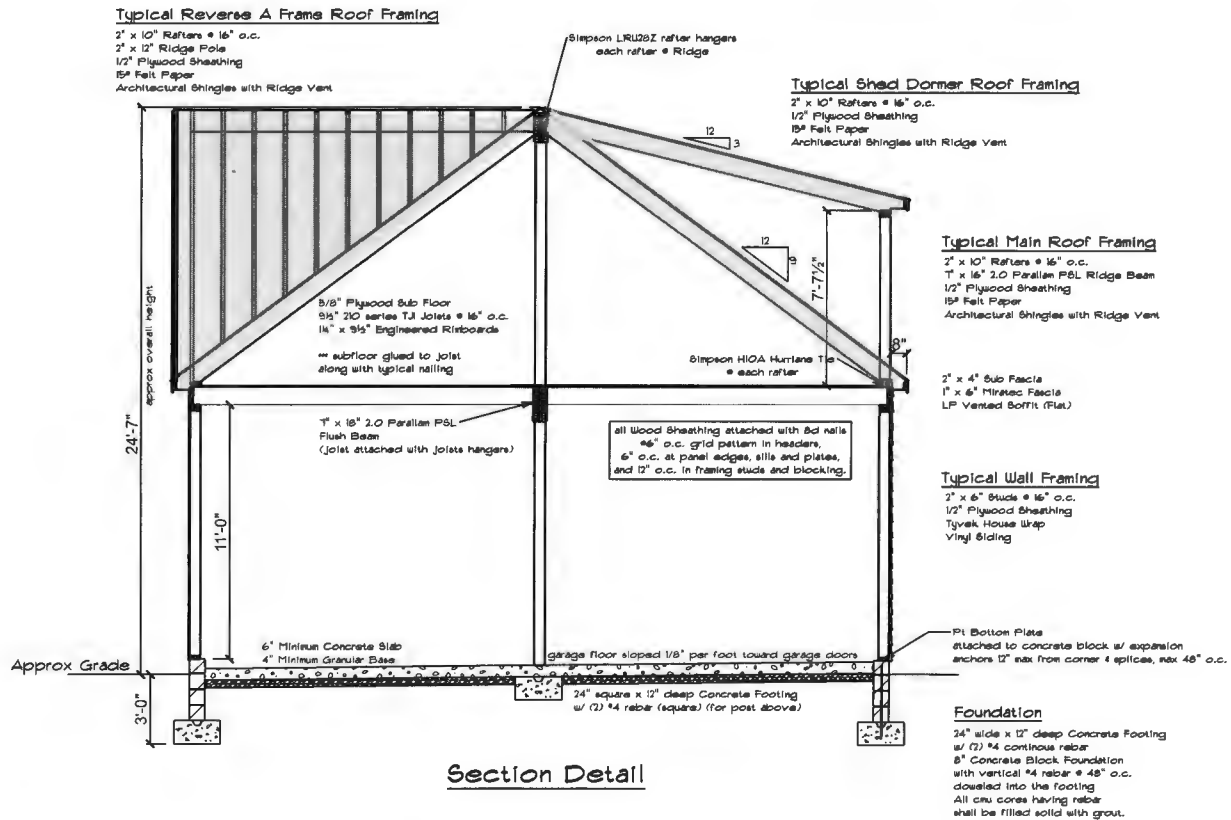 Typical Reverse A Frame Roof Framing
2" x 10" Rafters @ 16" o.c.
2" x 12" Ridge Pole
1/2" Plywood Sheathing
15# Felt Paper
Architectural Shingles with Ridge Vent
Simpson LRU28Z rafter hangers
each rafter @ Ridge
Typical Shed Dormer Roof Framing
2" x 10" Rafters @ 16" o.c.
1/2" Plywood Sheathing
15# Felt Paper
Architectural Shingles with Ridge Vent
12
3
12
9
7'-7½"
8"
Typical Main Roof Framing
2" x 10" Rafters @ 16" o.c.
7" x 16" 2.0 Parallam PSL Ridge Beam
1/2" Plywood Sheathing
15# Felt Paper
Architectural Shingles with Ridge Vent
approx overall height
24'-7"
5/8" Plywood Sub Floor
9½" 210 series TJI Joists @ 16" o.c.
1¼" x 9½" Engineered Rimboards
*** subfloor glued to joist
along with typical nailing
Simpson H10A Hurriane Tie
@ each rafter
2" x 4" Sub Fascia
1" x 6" Miratec Fascia
LP Vented Soffit (Flat)
7" x 18" 2.0 Parallam PSL
Flush Beam
(joist attached with joists hangers)
all Wood Sheathing attached with 8d nails
@6" o.c. grid pattern in headers,
6" o.c. at panel edges, sills and plates,
and 12" o.c. in framing studs and blocking.
Typical Wall Framing
2" x 6" Studs @ 16" o.c.
1/2" Plywood Sheathing
Tyvek House Wrap
Vinyl Siding
11'-0"
6" Minimum Concrete Slab
4" Minimum Granular Base
garage floor sloped 1/8" per foot toward garage doors
Pt Bottom Plate
attached to concrete block w/ expansion
anchors 12" max from corner & splices, max 48" o.c.
Approx Grade
3'-0"
24" square x 12" deep Concrete Footing
w/ (2) #4 rebar (square) (for post above)
Foundation
24" wide x 12" deep Concrete Footing
w/ (2) #4 continous rebar
8" Concrete Block Foundation
with vertical #4 rebar @ 48" o.c.
doweled into the footing
All cmu cores having rebar
shall be filled solid with grout.
Section Detail